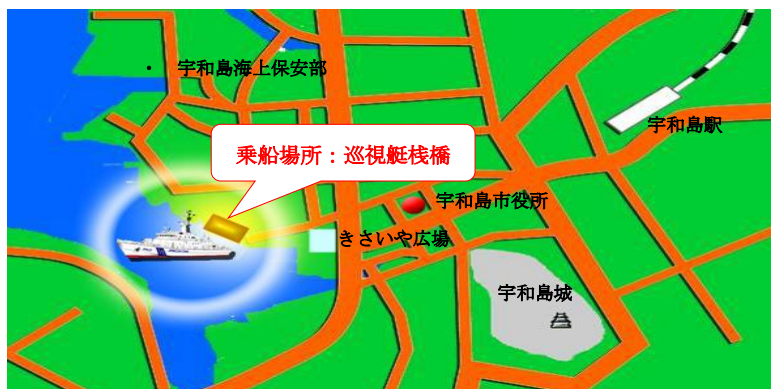 ・ 宇和島海上保安部
宇和島駅
乗船場所：巡視艇桟橋
宇和島市役所
きさいや広場
宇和島城